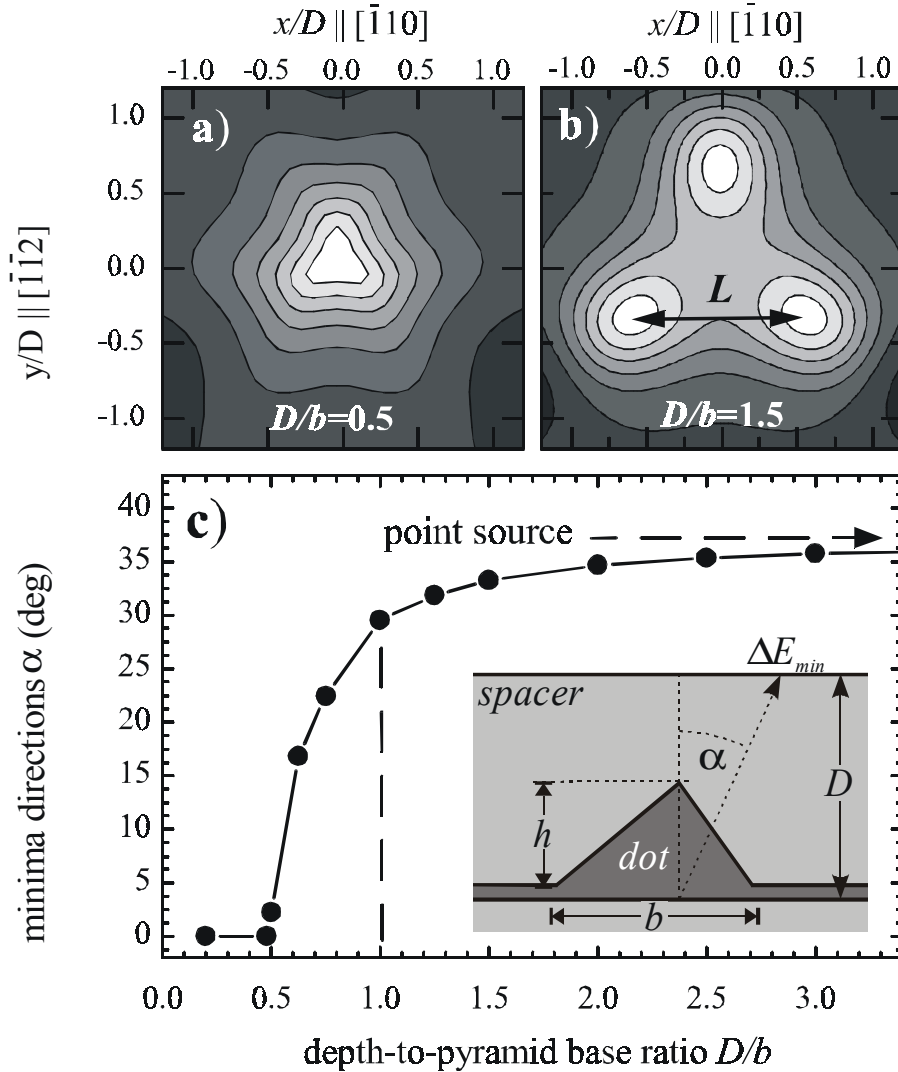 x/D || [1̄10]
x/D || [1̄10]
-1.0 -0.5 0.0 0.5 1.0
-1.0 -0.5 0.0 0.5 1.0
a)
b)
1.0
0.5
0.0
-0.5
-1.0
y/D || [1̄1̄2]
L
D/b=0.5
D/b=1.5
c)
point source
40
35
30
25
20
15
10
5
0
minima directions α (deg)
ΔEmin
spacer
α
D
h
dot
b
0.0 0.5 1.0 1.5 2.0 2.5 3.0
depth-to-pyramid base ratio D/b